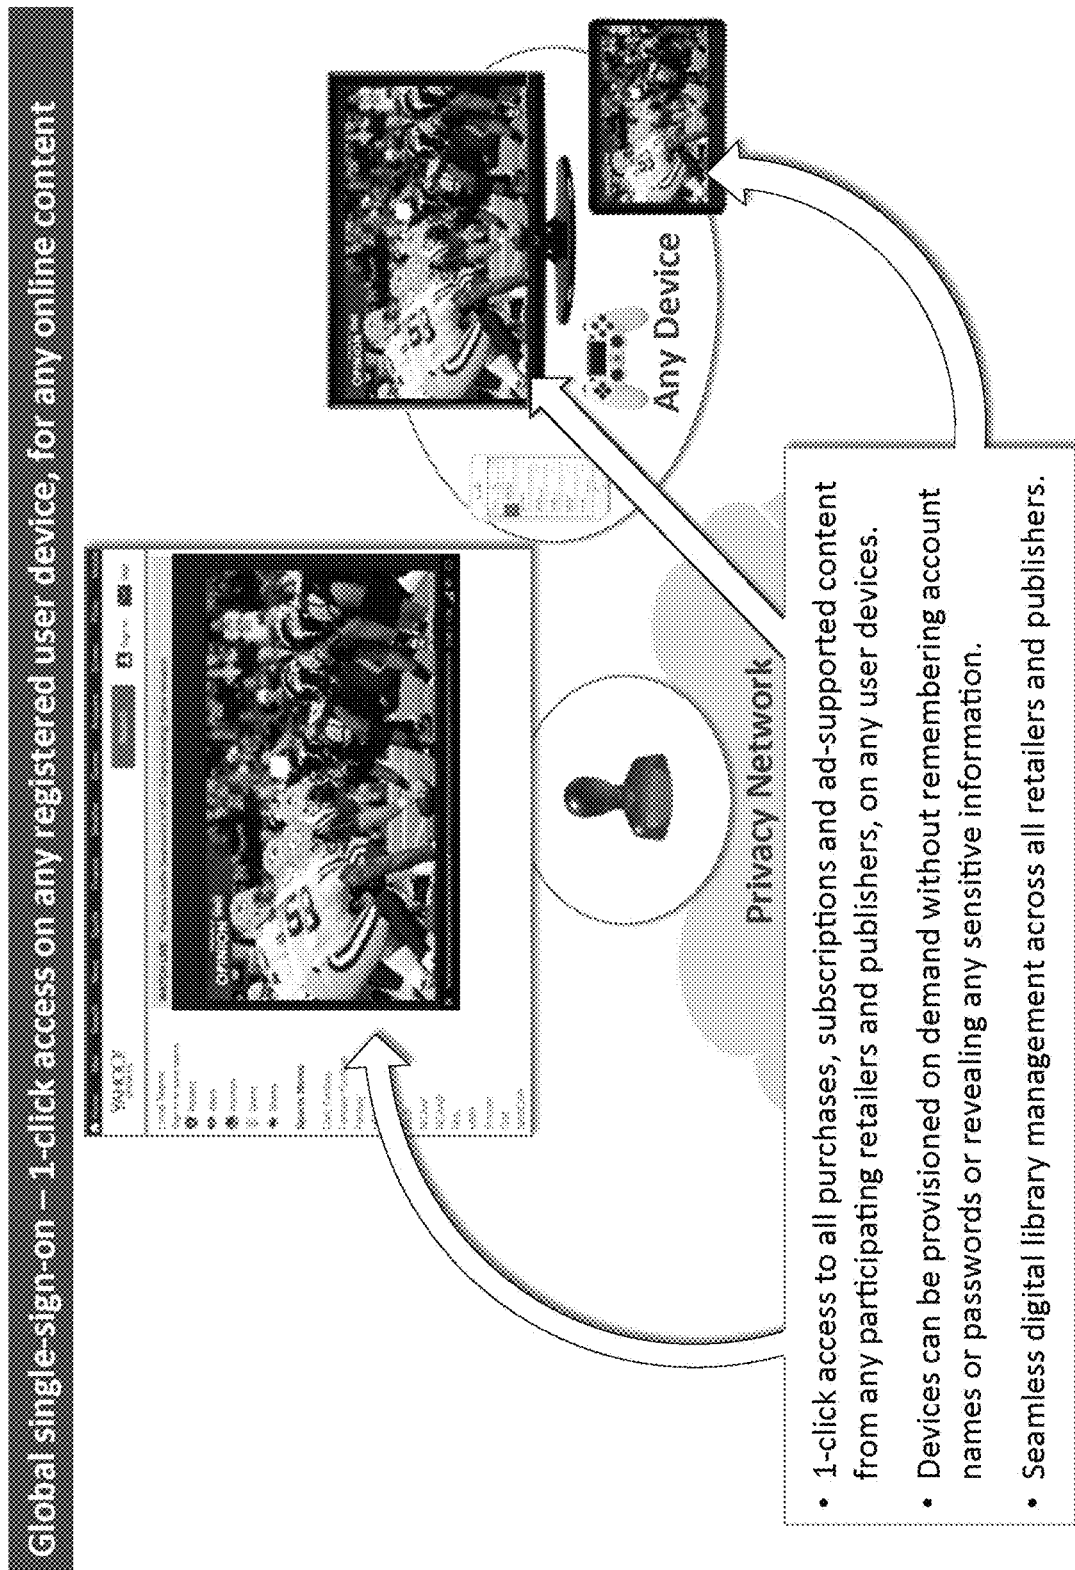 Global single-sign-on – 1-click access on any registered user device, for any online content
YAHOO!
Any Device
Privacy Network
• 1-click access to all purchases, subscriptions and ad-supported content
from any participating retailers and publishers, on any user devices.
• Devices can be provisioned on demand without remembering account
names or passwords or revealing any sensitive information.
• Seamless digital library management across all retailers and publishers.